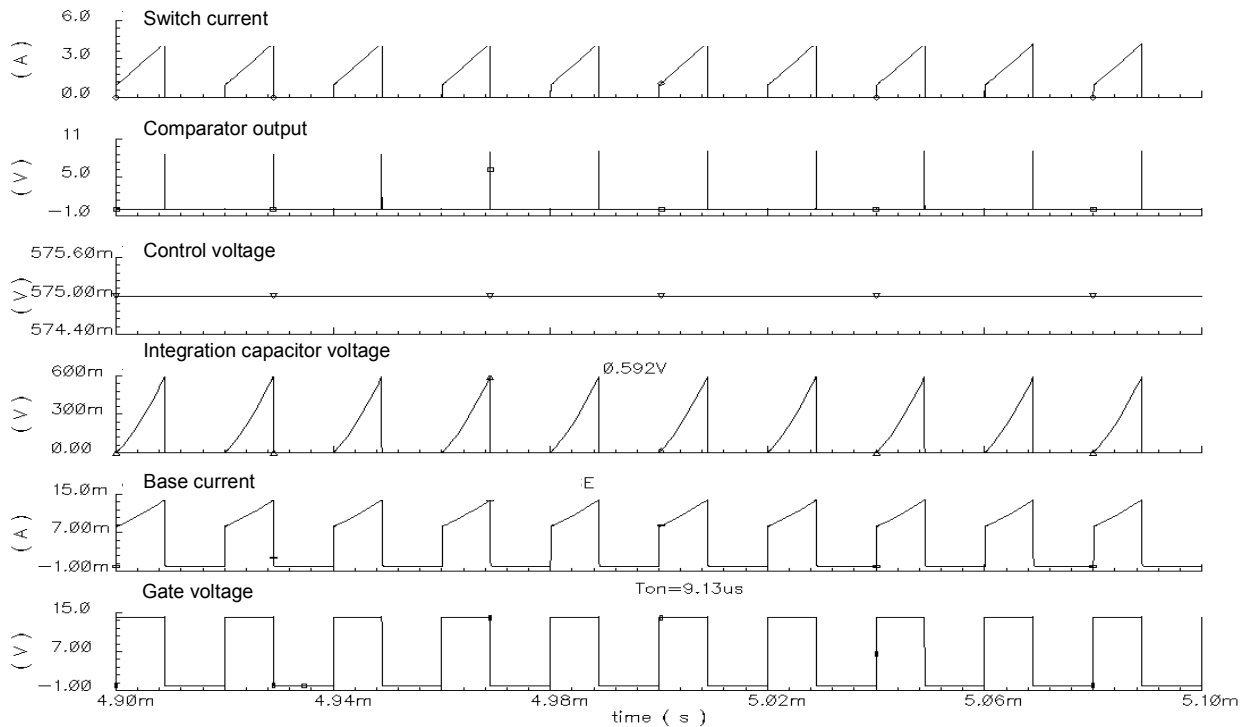 Switch current
6.0
3.0
0.0
(A)
Comparator output
11
5.0
-1.0
(V)
Control voltage
575.60m
575.00m
574.40m
(V)
Integration capacitor voltage
0.592V
600m
300m
0.00
(V)
Base current
E
15.0m
7.00m
-1.00m
(A)
Ton=9.13us
Gate voltage
15.0
7.00
-1.00
(V)
4.90m 4.94m 4.98m 5.02m 5.06m 5.10m
time (s)